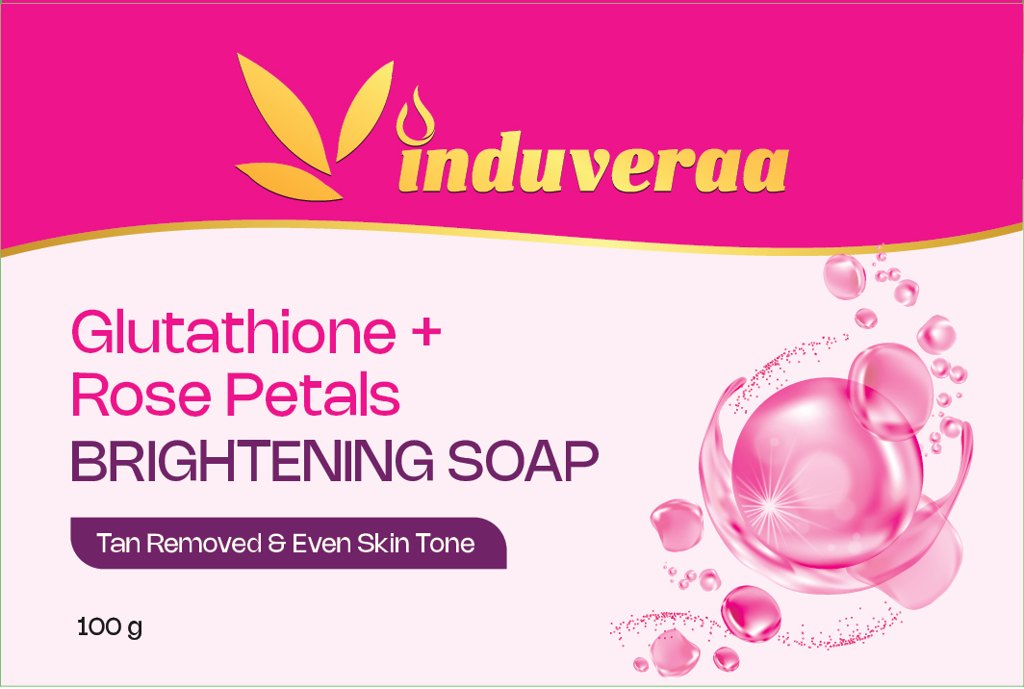 induveraa
Glutathione +
Rose Petals
BRIGHTENING SOAP
Tan Removed & Even Skin Tone
100 g